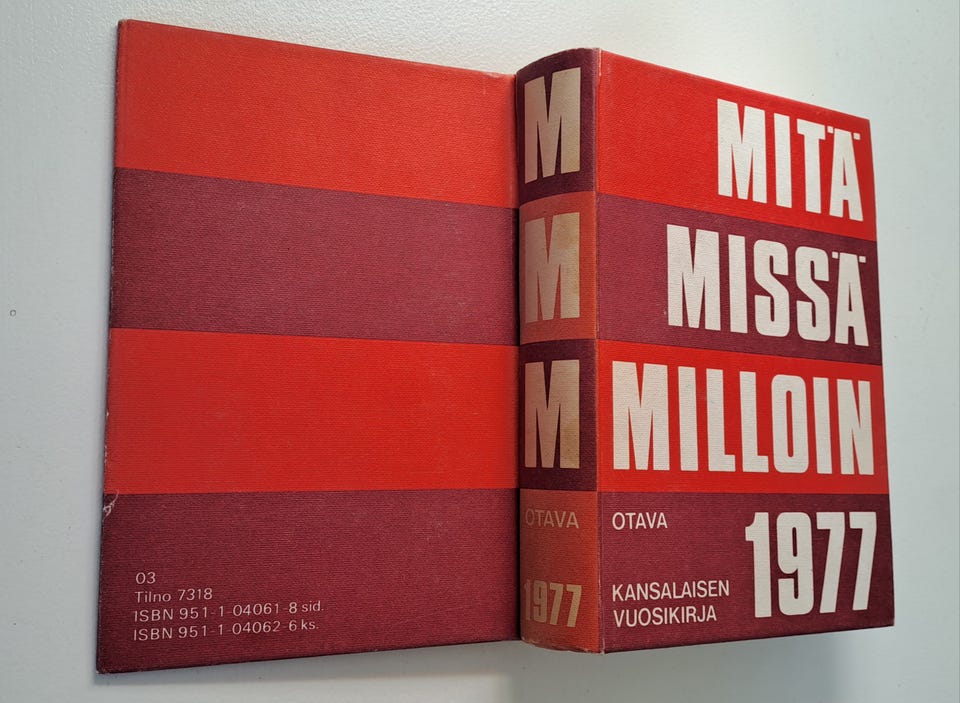 03
Tilno 7318
ISBN 951-1-04061-8 sid.
ISBN 951-1-04062-6 ks.
M
M
M
OTAVA
1977
MITÄ
MISSÄ
MILLOIN
OTAVA
1977
KANSALAISEN
VUOSIKIRJA